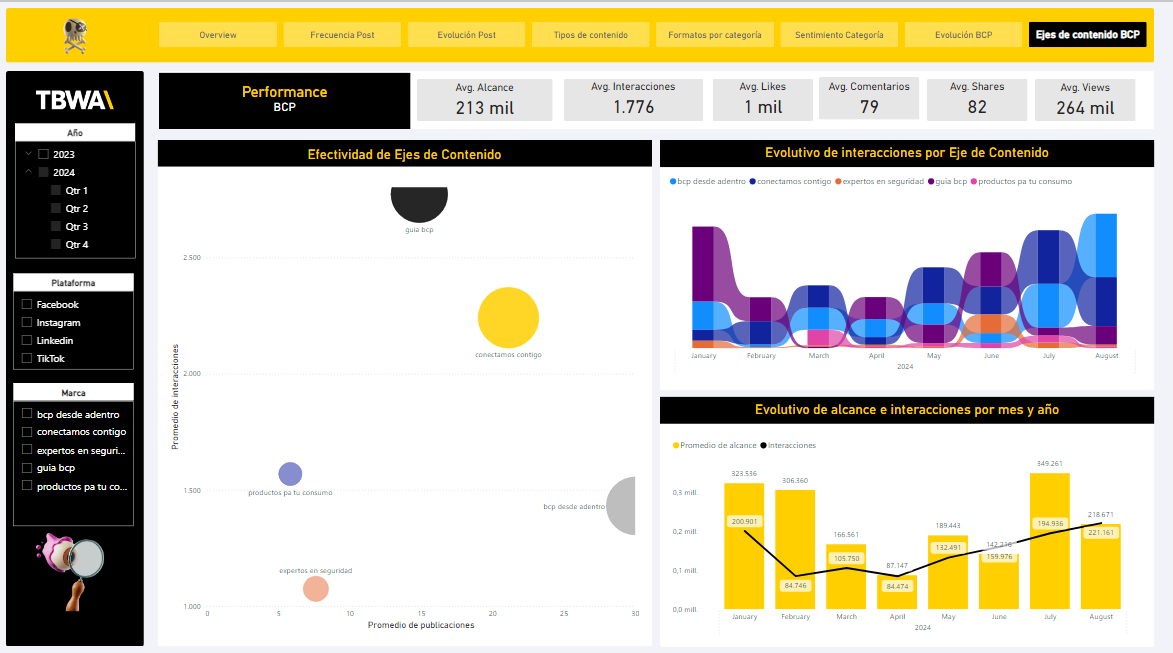 Overview
Frecuencia Post
Evolución Post
Tipos de contenido
Formatos por categoría
Sentimiento Categoría
Evolución BCP
Ejes de contenido BCP
TBWA\
Año
2023
2024
Qtr 1
Qtr 2
Qtr 3
Qtr 4
Plataforma
Facebook
Instagram
Linkedin
TikTok
Marca
bcp desde adentro
conectamos contigo
expertos en seguri...
guia bcp
productos pa tu co...
Performance
BCP
Avg. Alcance
213 mil
Avg. Interacciones
1.776
Avg. Likes
1 mil
Avg. Comentarios
79
Avg. Shares
82
Avg. Views
264 mil
Efectividad de Ejes de Contenido
Promedio de interacciones
2.500
2.000
1.500
1.000
guia bcp
conectamos contigo
productos pa tu consumo
bcp desde adentro
expertos en seguridad
0 5 10 15 20 25 30
Promedio de publicaciones
Evolutivo de interacciones por Eje de Contenido
bcp desde adentro conectamos contigo expertos en seguridad guia bcp productos pa tu consumo
January February March April May June July August
2024
Evolutivo de alcance e interacciones por mes y año
Promedio de alcance Interacciones
0,3 mill.
0,2 mill.
0,1 mill.
0,0 mill.
323.536
306.360
166.561
87.147
189.443
142.216
349.261
218.671
200.901
84.746
105.750
84.474
132.491
159.976
194.936
221.161
January February March April May June July August
2024